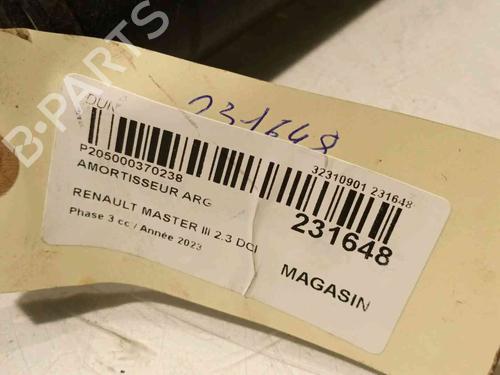 231648
P205000370238
32310901 231648
AMORTISSEUR ARG
231648
RENAULT MASTER III 2.3 DCI
Phase 3 cc / Année 2023
MAGASIN
B-PARTS